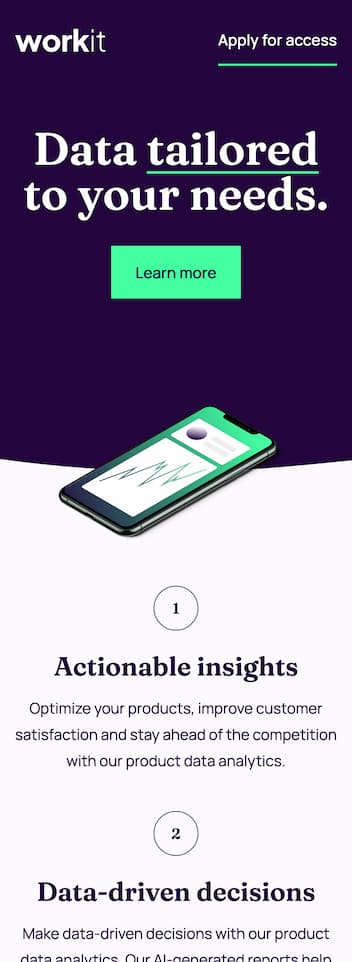 workit
Apply for access
Data tailored
to your needs.
Learn more
1
Actionable insights
Optimize your products, improve customer
satisfaction and stay ahead of the competition
with our product data analytics.
2
Data-driven decisions
Make data-driven decisions with our product
data analytics. Our AI-generated reports help